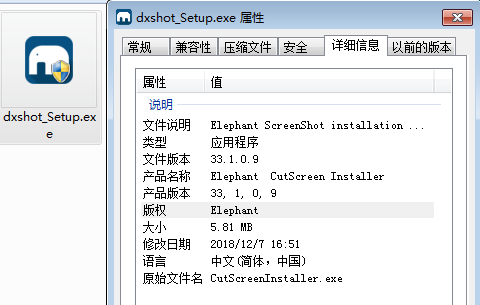 dxshot_Setup.exe 属性
dxshot_Setup.ex
e
常规 兼容性 压缩文件 安全 详细信息 以前的版本
属性 值
说明
文件说明 Elephant ScreenShot installation ...
类型 应用程序
文件版本 33.1.0.9
产品名称 Elephant CutScreen Installer
产品版本 33, 1, 0, 9
版权 Elephant
大小 5.81 MB
修改日期 2018/12/7 16:51
语言 中文(简体，中国)
原始文件名 CutScreenInstaller.exe